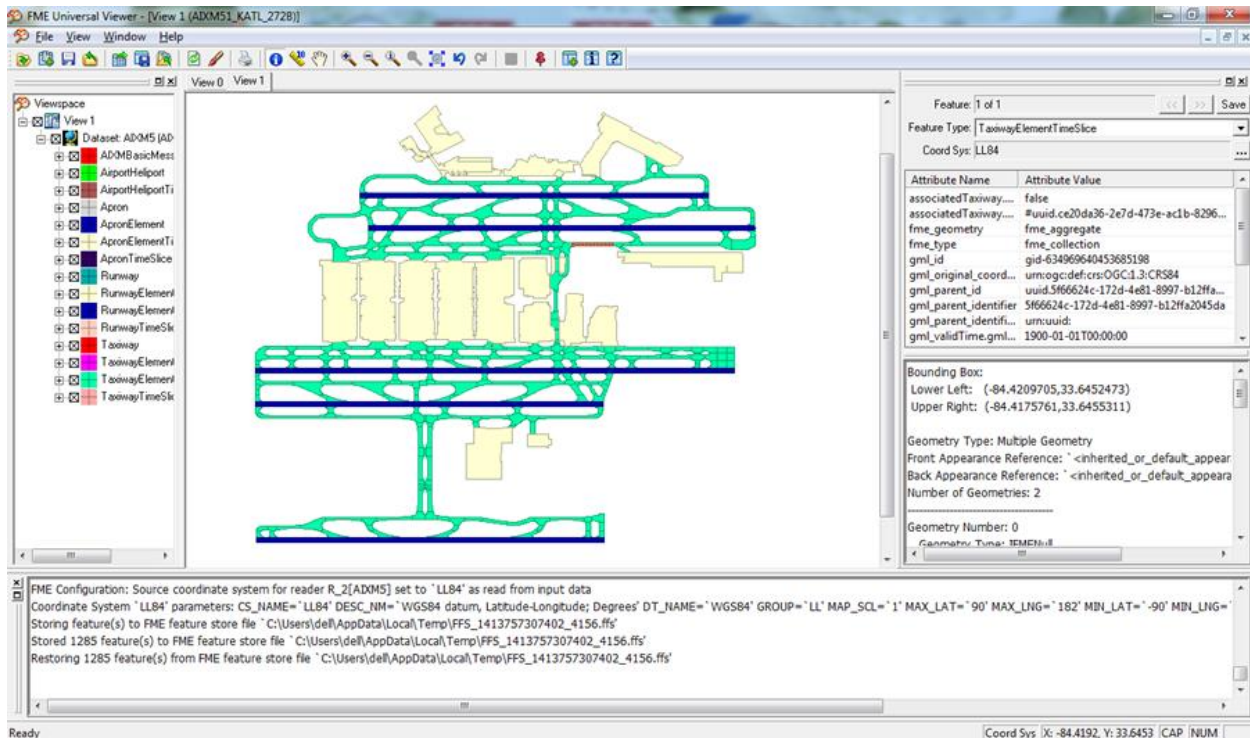 FME Universal Viewer - [View 1 (AIXM51_KATL_2728)]
File View Window Help
View 0 View 1
Viewspace
View 1
Dataset: AIXM5 [AIX
AIXMBasicMess
AirportHeliport
AirportHeliportTi
Apron
ApronElement
ApronElementTi
ApronTimeSlice
Runway
RunwayElement
RunwayElement
RunwayTimeSli
Taxiway
TaxiwayElement
TaxiwayElement
TaxiwayTimeSlic
Feature: 1 of 1 << >> Save
Feature Type: TaxiwayElementTimeSlice
Coord Sys: LL84 ...
Attribute Name Attribute Value
associatedTaxiway.... false
associatedTaxiway.... #uuid.ce20da36-2e7d-473e-ac1b-8296...
fme_geometry fme_aggregate
fme_type fme_collection
gml_id gid-634969640453685198
gml_original_coord... urn:ogc:def:crs:OGC:1.3:CRS84
gml_parent_id uuid.5f66624c-172d-4e81-8997-b12ffa...
gml_parent_identifier 5f66624c-172d-4e81-8997-b12ffa2045da
gml_parent_identifi... urn:uuid:
gml_validTime.gml... 1900-01-01T00:00:00
Bounding Box:
Lower Left: (-84.4209705,33.6452473)
Upper Right: (-84.4175761,33.6455311)
Geometry Type: Multiple Geometry
Front Appearance Reference: `<inherited_or_default_appear
Back Appearance Reference: `<inherited_or_default_appeara
Number of Geometries: 2
----------------------------------------
Geometry Number: 0
Geometry Type: IFMENull
FME Configuration: Source coordinate system for reader R_2[AIXM5] set to `LL84' as read from input data
Coordinate System `LL84' parameters: CS_NAME=`LL84' DESC_NM=`WGS84 datum, Latitude-Longitude; Degrees' DT_NAME=`WGS84' GROUP=`LL' MAP_SCL=`1' MAX_LAT=`90' MAX_LNG=`182' MIN_LAT=`-90' MIN_LNG=`
Storing feature(s) to FME feature store file `C:\Users\dell\AppData\Local\Temp\FFS_1413757307402_4156.ffs'
Stored 1285 feature(s) to FME feature store file `C:\Users\dell\AppData\Local\Temp\FFS_1413757307402_4156.ffs'
Restoring 1285 feature(s) from FME feature store file `C:\Users\dell\AppData\Local\Temp\FFS_1413757307402_4156.ffs'
Ready Coord Sys X: -84.4192, Y: 33.6453 CAP NUM